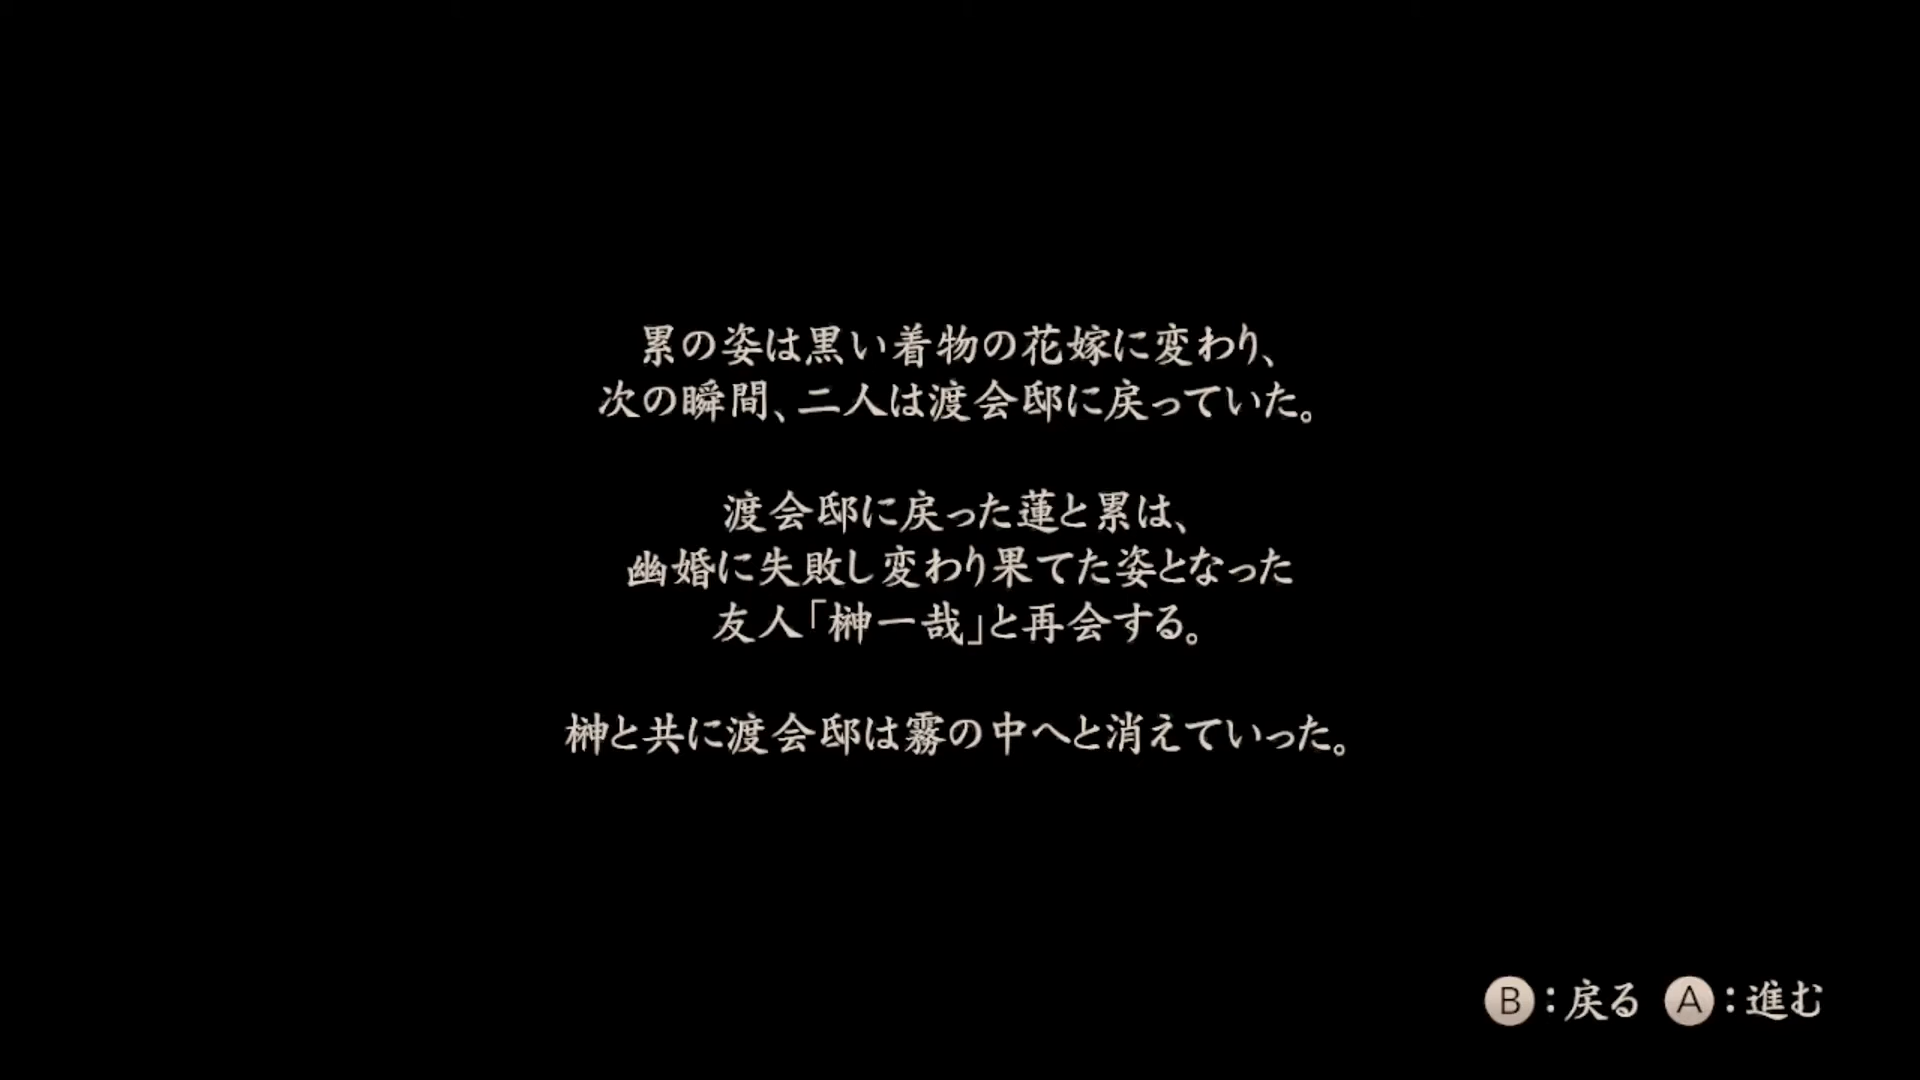 累の姿は黒い着物の花嫁に変わり、
次の瞬間、二人は渡会邸に戻っていた。
渡会邸に戻った蓮と累は、
幽婚に失敗し変わり果てた姿となった
友人「榊一哉」と再会する。
榊と共に渡会邸は霧の中へと消えていった。
B：戻る A：進む